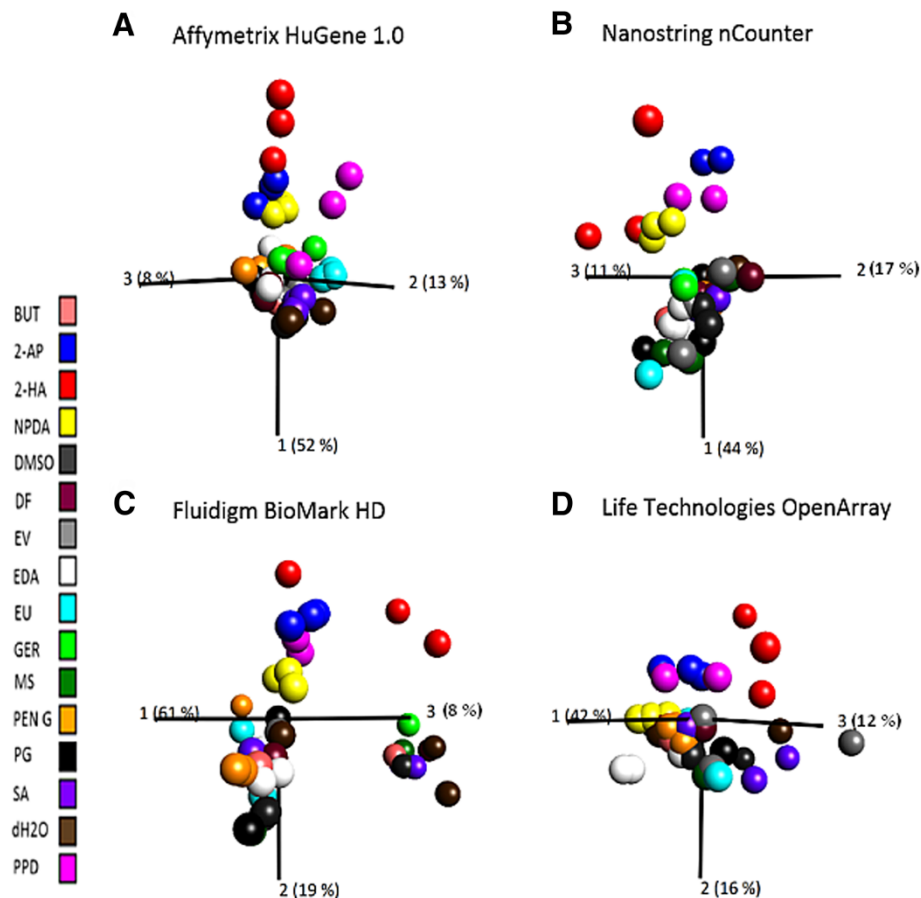 A Affymetrix HuGene 1.0
B Nanostring nCounter
3 (8 %)
2 (13 %)
1 (52 %)
3 (11 %)
2 (17 %)
1 (44 %)
BUT
2-AP
2-HA
NPDA
DMSO
DF
EV
EDA
EU
GER
MS
PEN G
PG
SA
dH2O
PPD
C Fluidigm BioMark HD
D Life Technologies OpenArray
1 (61 %)
3 (8 %)
2 (19 %)
1 (42 %)
3 (12 %)
2 (16 %)